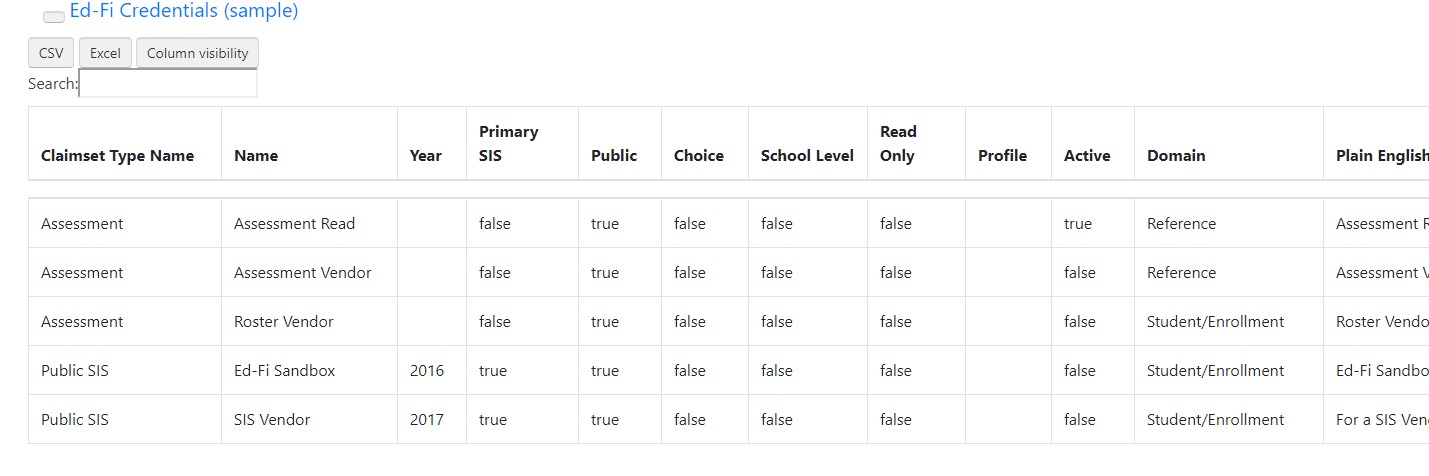 Ed-Fi Credentials (sample)
CSV Excel Column visibility
Search:
Claimset Type Name Name Year Primary SIS Public Choice School Level Read Only Profile Active Domain Plain English
Assessment Assessment Read false true false false false true Reference Assessment R
Assessment Assessment Vendor false true false false false false Reference Assessment V
Assessment Roster Vendor false true false false false false Student/Enrollment Roster Vendo
Public SIS Ed-Fi Sandbox 2016 true true false false false false Student/Enrollment Ed-Fi Sandbo
Public SIS SIS Vendor 2017 true true false false false false Student/Enrollment For a SIS Ven